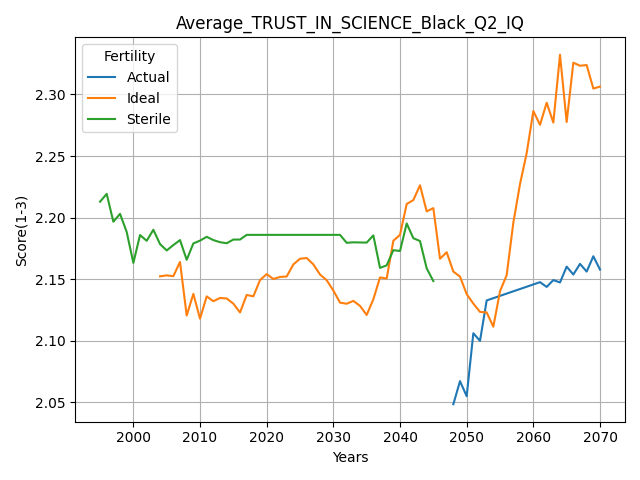 Average_TRUST_IN_SCIENCE_Black_Q2_IQ
Fertility
Actual
Ideal
Sterile
Score(1-3)
2.30
2.25
2.20
2.15
2.10
2.05
2000 2010 2020 2030 2040 2050 2060 2070
Years